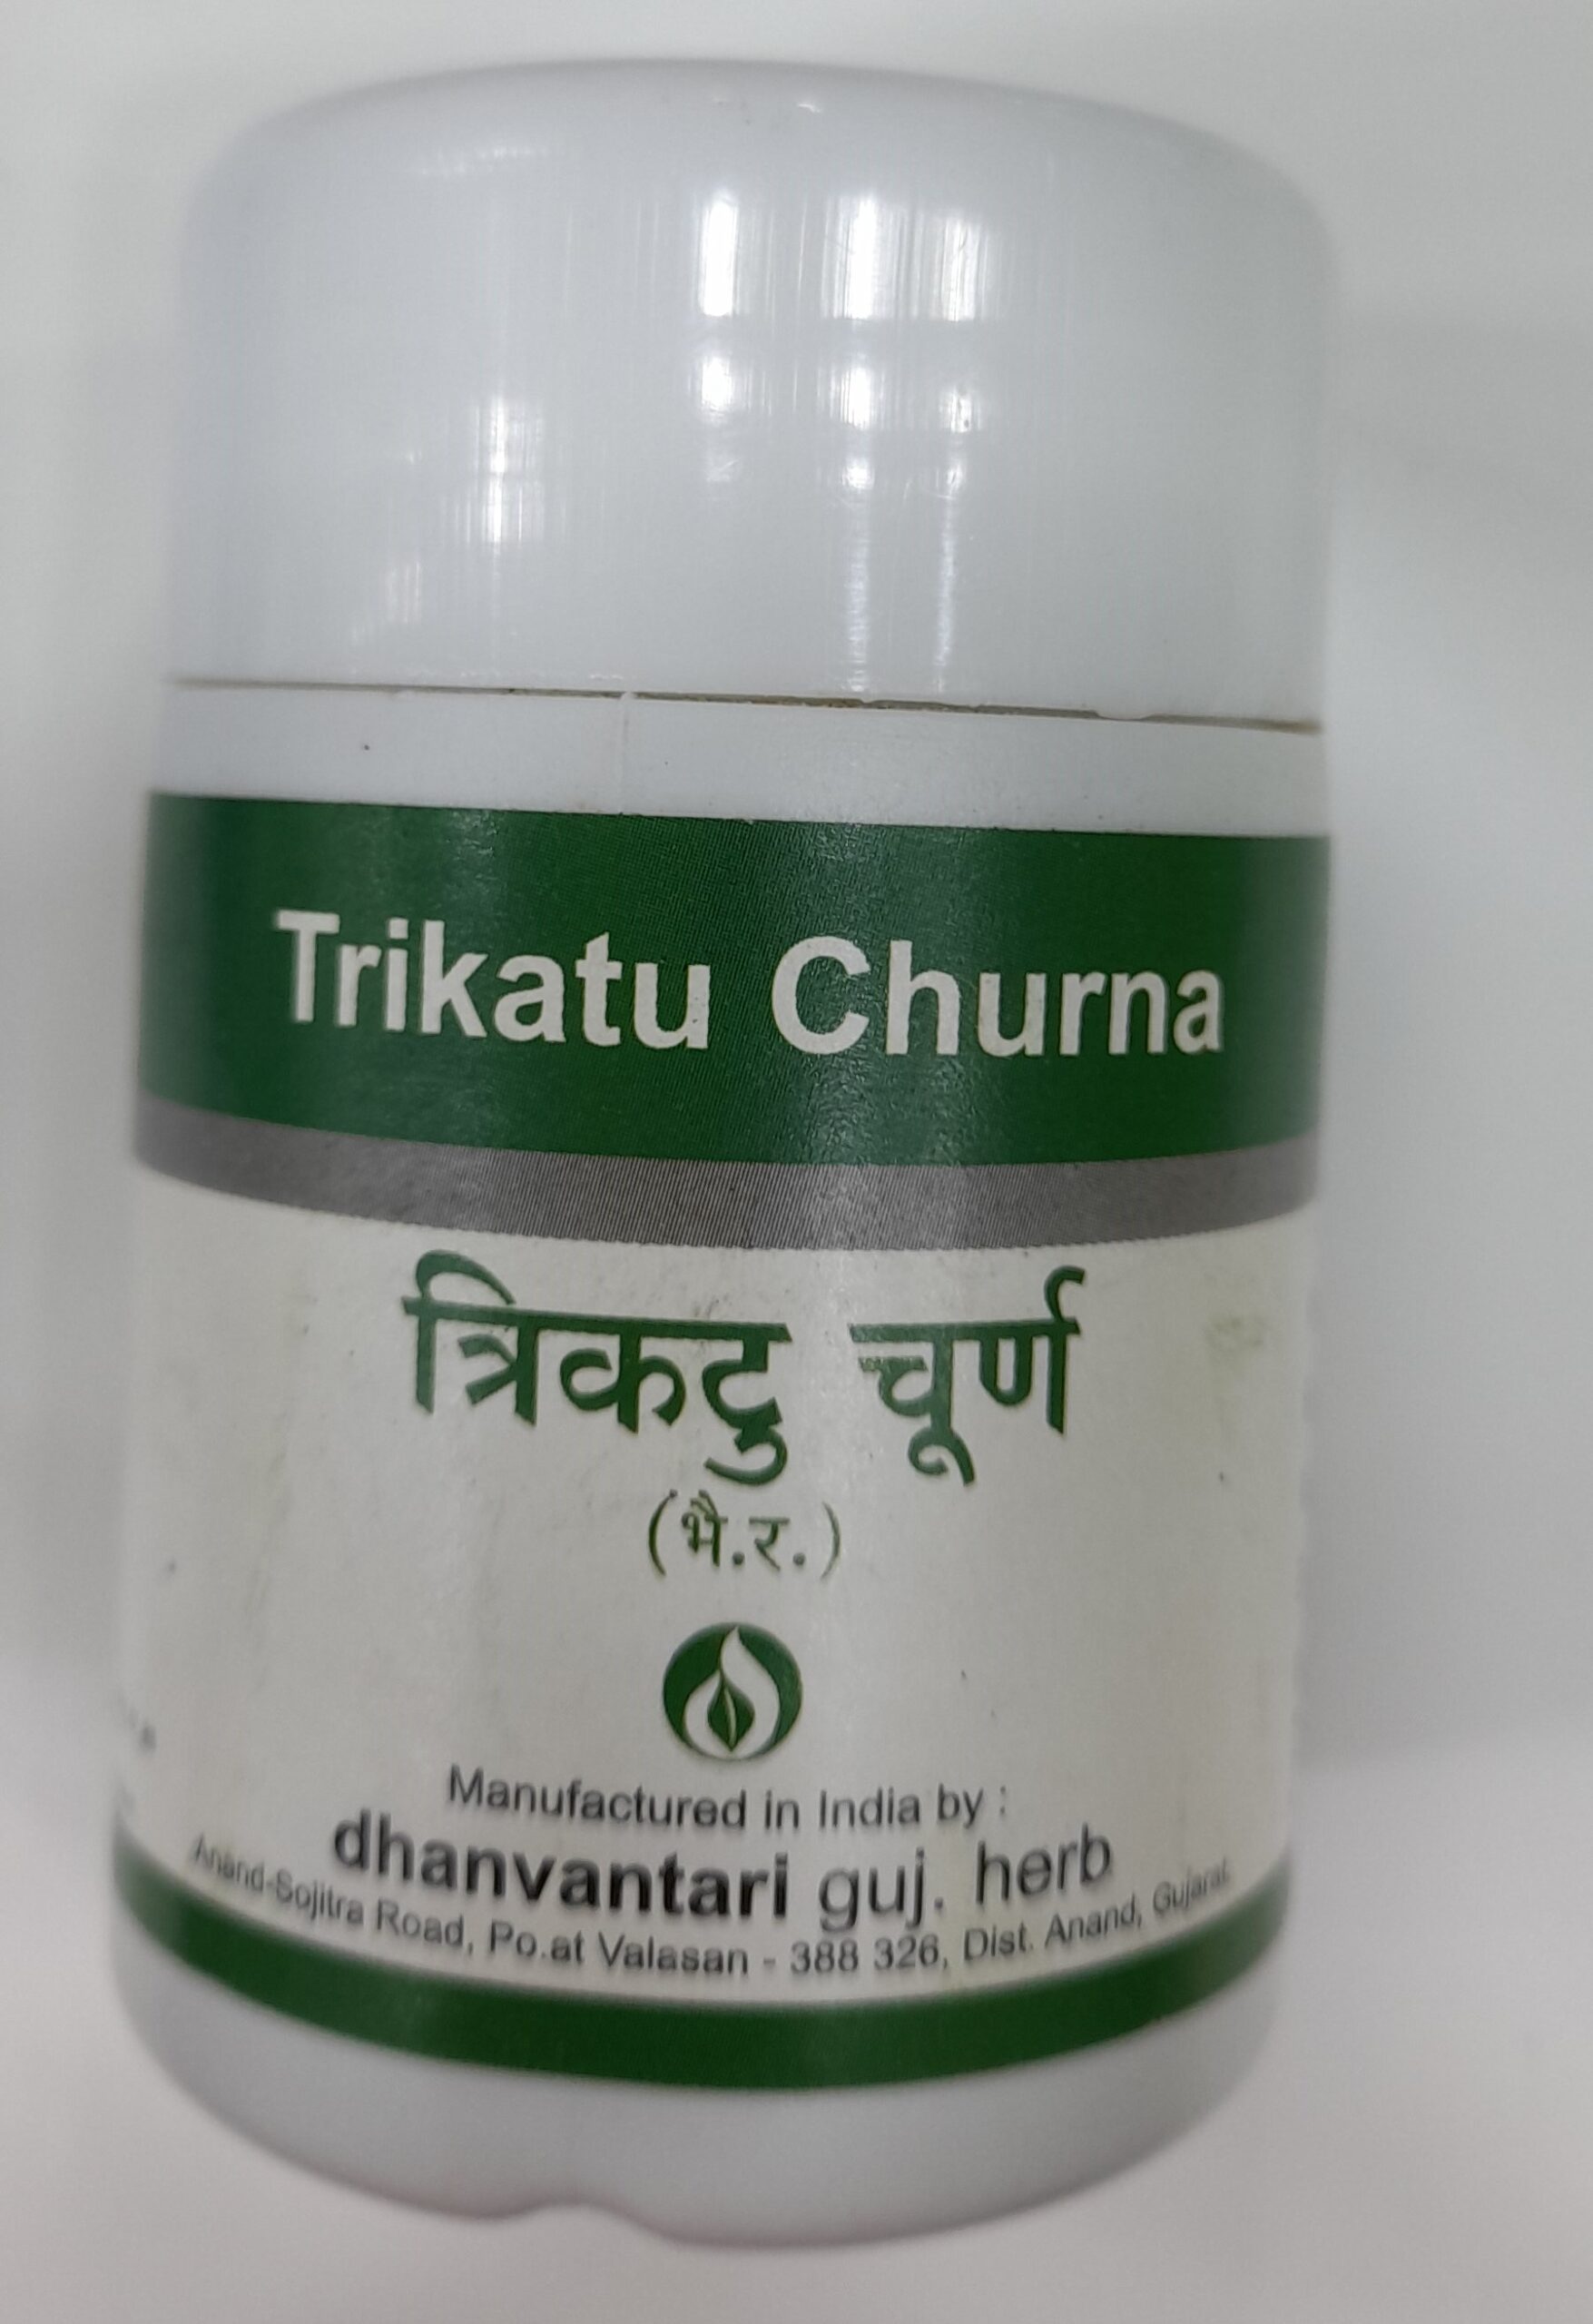 Trikatu Churna
त्रिकटु चूर्ण
(भै.र.)
Manufactured in India by :
dhanvantari guj. herb
Anand-Sojitra Road, Po.at Valasan - 388 326, Dist. Anand, Gujarat.